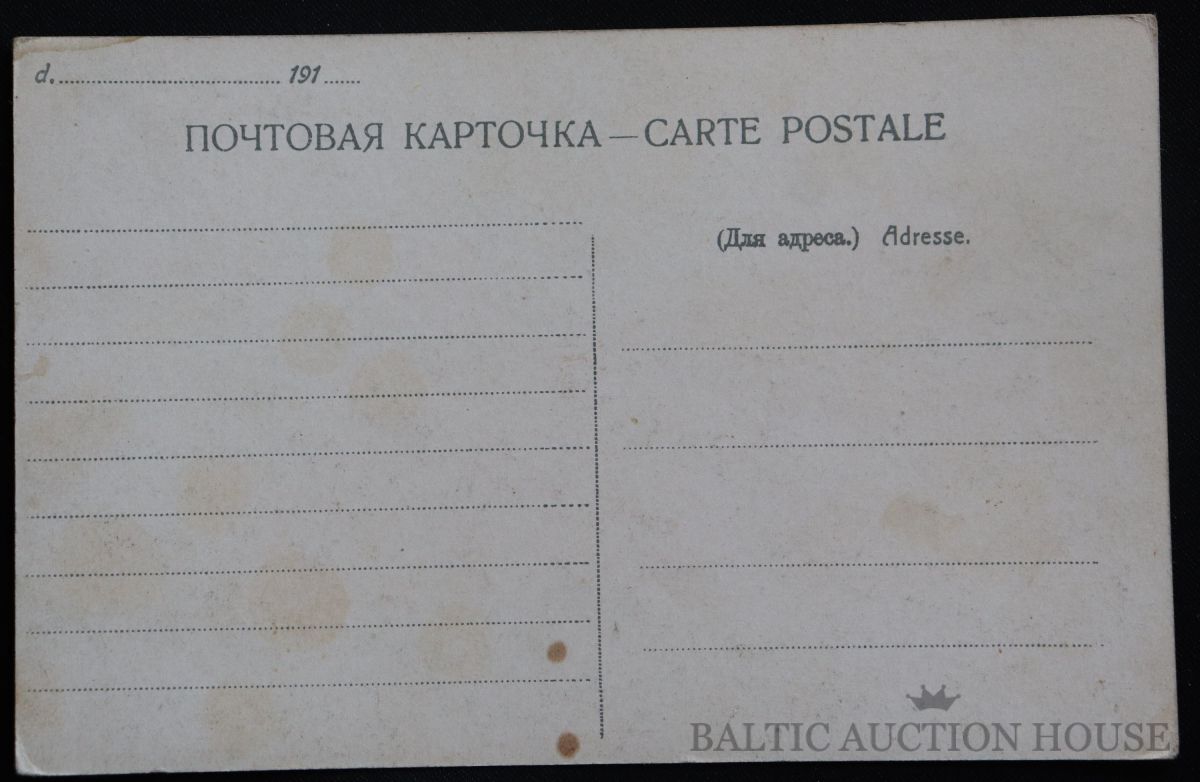 d. ........................................ 191 .......
ПОЧТОВАЯ КАРТОЧКА — CARTE POSTALE
(Для адреса.) Adresse.
BALTIC AUCTION HOUSE